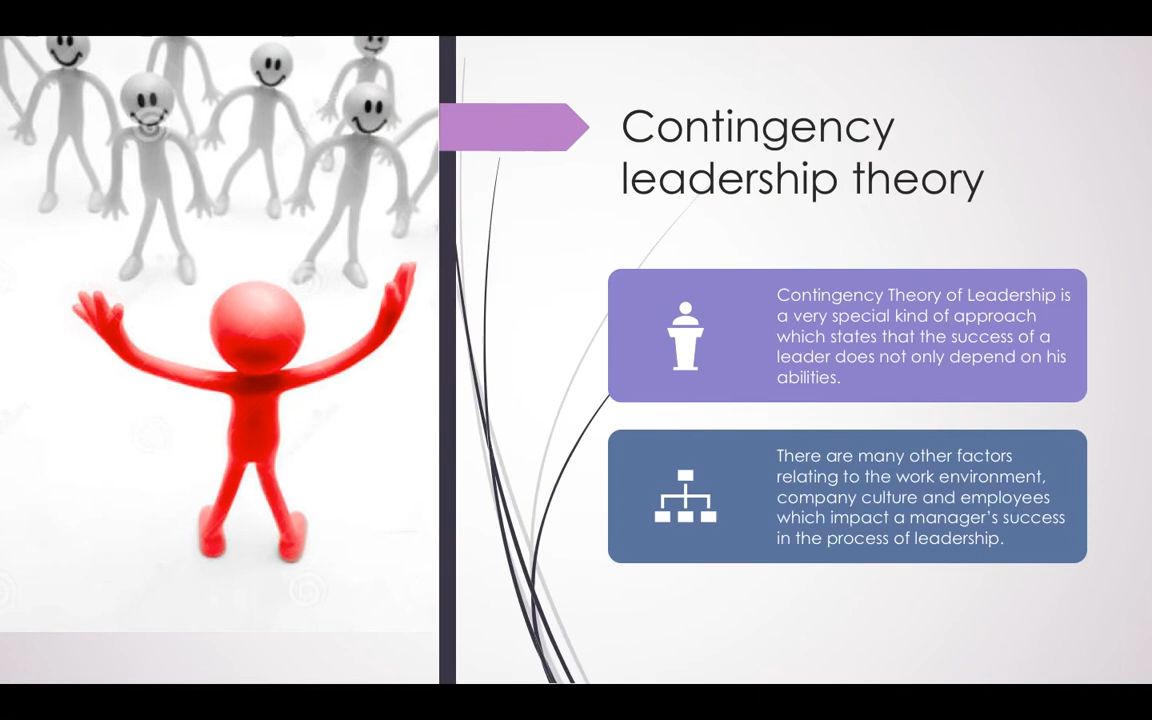 Contingency
leadership theory
Contingency Theory of Leadership is
a very special kind of approach
which states that the success of a
leader does not only depend on his
abilities.
There are many other factors
relating to the work environment,
company culture and employees
which impact a manager's success
in the process of leadership.